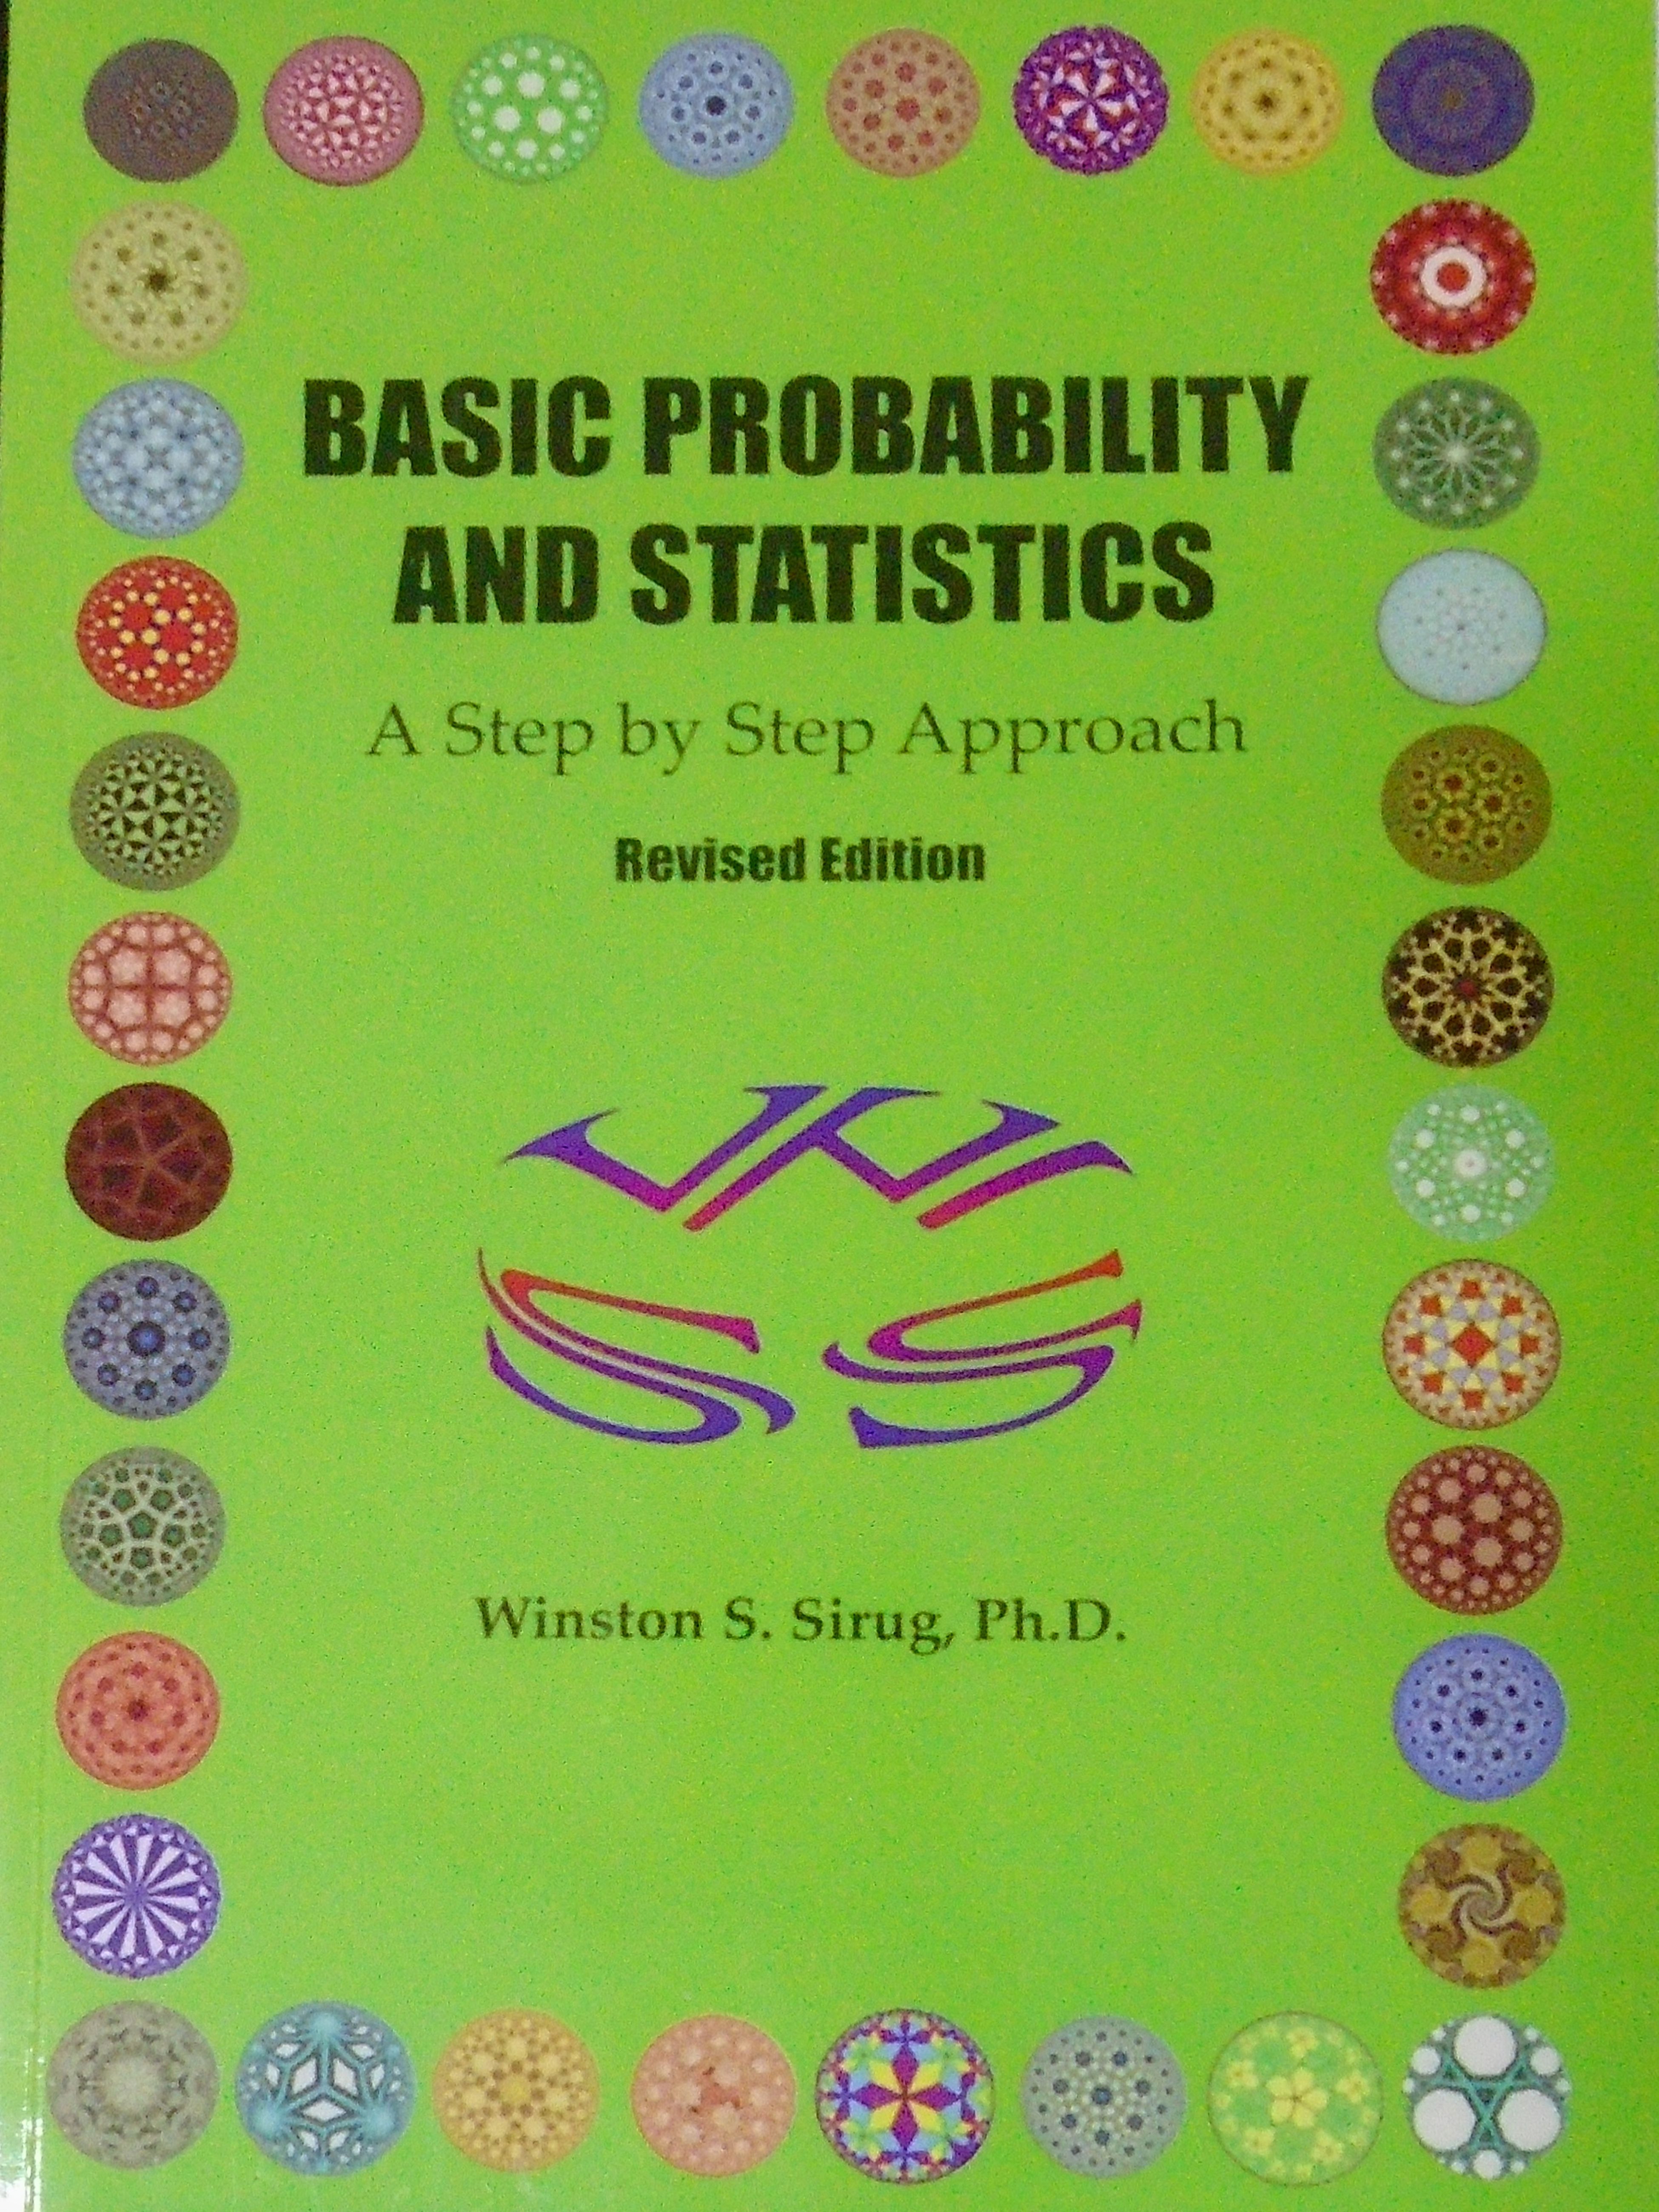 BASIC PROBABILITY
AND STATISTICS
A Step by Step Approach
Revised Edition
Winston S. Sirug, Ph.D.